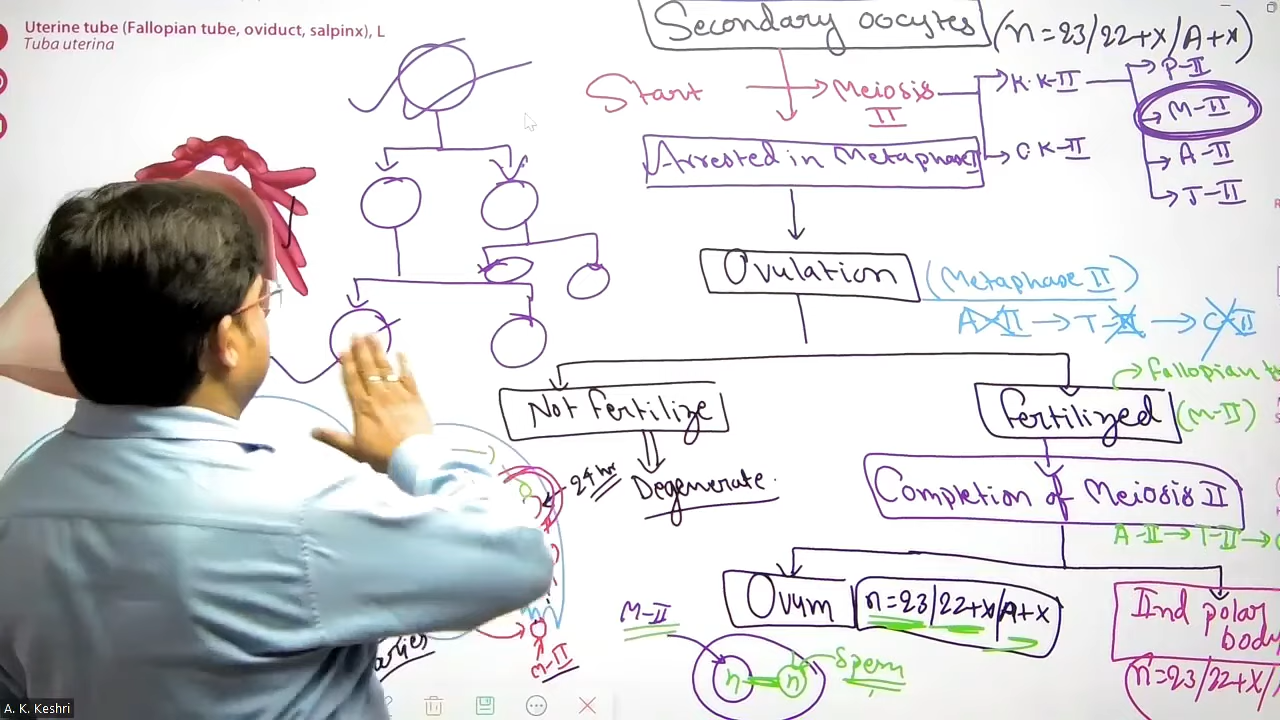 Uterine tube (Fallopian tube, oviduct, salpinx), L
Tuba uterina
Secondary oocytes
(n=23/22+x/A+x)
Start
Meiosis
II
K.K-II
C.K-II
P-II
M-II
A-II
T-II
Arrested in Metaphase II
Ovulation
(Metaphase II)
A-II → T-II → C-II
Not fertilize
Degenerate.
24 hr
fallopian
fertilized
(M-II)
Completion of Meiosis II
A-II → T-II →
Ovum
n=23/22+x/A+x
IInd polar
body
n=23/22+x/
M-II
n
n
Sperm
M-II
A. K. Keshri